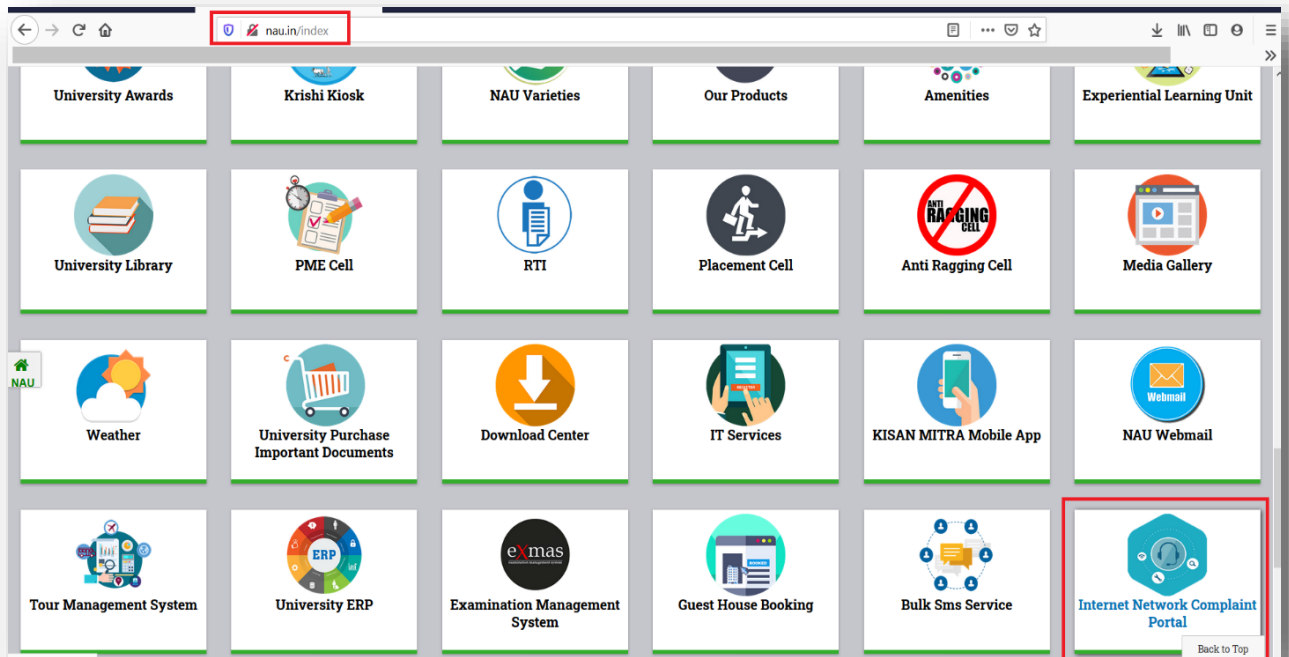 nau.in/index
University Awards
Krishi Kiosk
NAU Varieties
Our Products
Amenities
Experiential Learning Unit
University Library
PME Cell
RTI
Placement Cell
ANTI
RAGGING
CELL
Anti Ragging Cell
Media Gallery
NAU
Weather
University Purchase
Important Documents
Download Center
REGISTER
IT Services
KISAN MITRA Mobile App
Webmail
NAU Webmail
Tour Management System
ERP
University ERP
eXmas
Examination Management
System
BOOKING
Guest House Booking
Bulk Sms Service
Internet Network Complaint
Portal
Back to Top